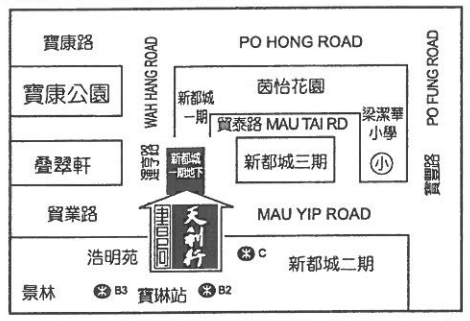 寶康路
PO HONG ROAD
WAH HANG ROAD
PO FUNG ROAD
寶康公園
新都城
一期
茵怡花園
貿泰路 MAU TAI RD
梁潔華
小學
小
運亨路
新都城
一期地下
新都城三期
寶豐路
叠翠軒
貿業路
MAU YIP ROAD
天利行
浩明苑
C
新都城二期
景林
B3
寶琳站
B2